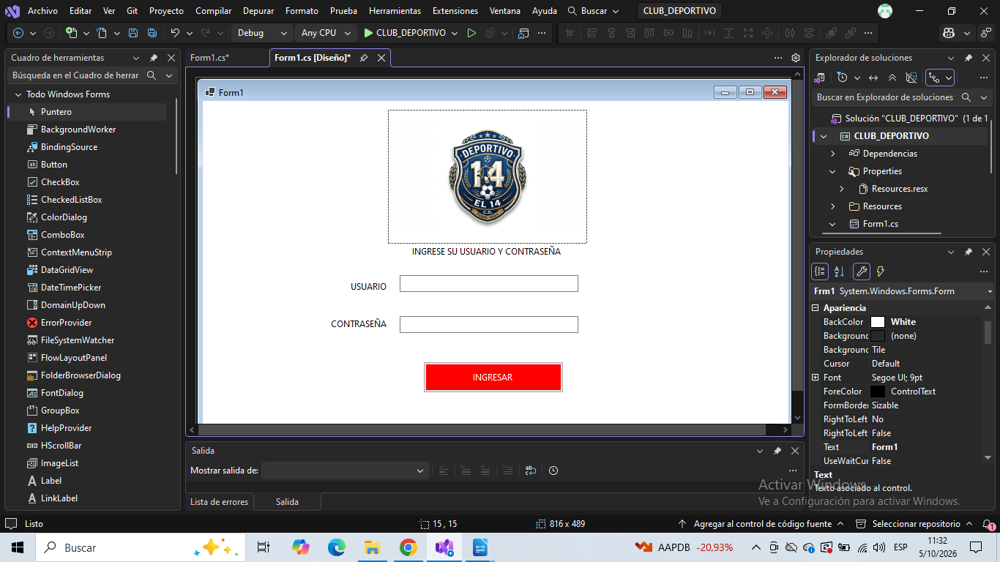 Archivo Editar Ver Git Proyecto Compilar Depurar Formato Prueba Herramientas Extensiones Ventana Ayuda Buscar CLUB_DEPORTIVO
Debug Any CPU CLUB_DEPORTIVO
Cuadro de herramientas
Búsqueda en el Cuadro de herrar
Todo Windows Forms
Puntero
BackgroundWorker
BindingSource
Button
CheckBox
CheckedListBox
ColorDialog
ComboBox
ContextMenuStrip
DataGridView
DateTimePicker
DomainUpDown
ErrorProvider
FileSystemWatcher
FlowLayoutPanel
FolderBrowserDialog
FontDialog
GroupBox
HelpProvider
HScrollBar
ImageList
Label
LinkLabel
Form1.cs* Form1.cs [Diseño]*
Form1
DEPORTIVO
14
EL 14
C.D.
INGRESE SU USUARIO Y CONTRASEÑA
USUARIO
CONTRASEÑA
INGRESAR
Salida
Mostrar salida de:
Lista de errores Salida
Explorador de soluciones
Buscar en Explorador de soluciones
Solución "CLUB_DEPORTIVO" (1 de 1
CLUB_DEPORTIVO
Dependencias
Properties
Resources.resx
Resources
Form1.cs
Propiedades
Frm1 System.Windows.Forms.Form
Apariencia
BackColor White
Background (none)
Background Tile
Cursor Default
Font Segoe UI; 9pt
ForeColor ControlText
FormBorder Sizable
RightToLeft No
RightToLeft False
Text Form1
UseWaitCur False
Text
Texto asociado al control.
Activar Windows
Ve a Configuración para activar Windows.
Listo 15 , 15 816 x 489 Agregar al control de código fuente Seleccionar repositorio 1
Buscar AAPDB -20,93% ESP 11:32
5/10/2026